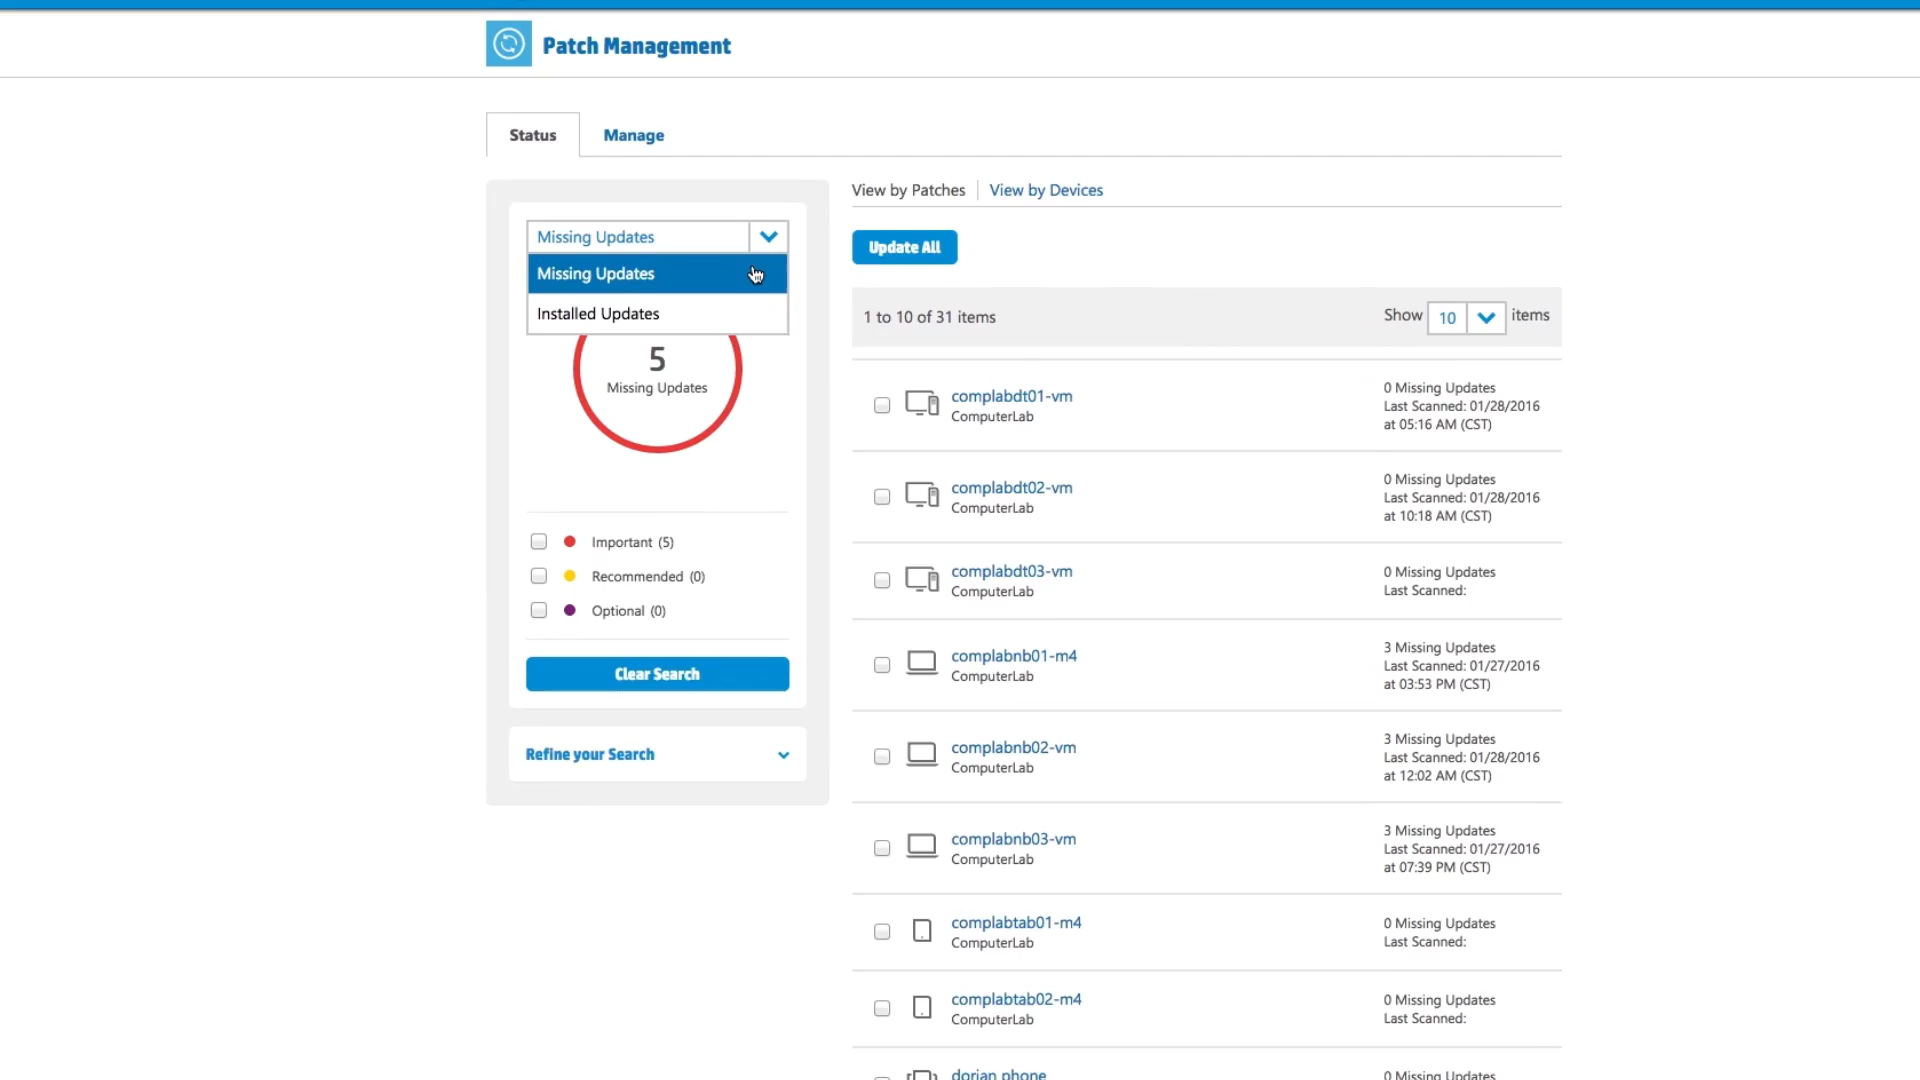 Patch Management
Status
Manage
View by Patches
View by Devices
Missing Updates
Missing Updates
Installed Updates
5
Missing Updates
Important (5)
Recommended (0)
Optional (0)
Clear Search
Refine your Search
Update All
1 to 10 of 31 items
Show 10 items
complabdt01-vm
ComputerLab
0 Missing Updates
Last Scanned: 01/28/2016
at 05:16 AM (CST)
complabdt02-vm
ComputerLab
0 Missing Updates
Last Scanned: 01/28/2016
at 10:18 AM (CST)
complabdt03-vm
ComputerLab
0 Missing Updates
Last Scanned:
complabnb01-m4
ComputerLab
3 Missing Updates
Last Scanned: 01/27/2016
at 03:53 PM (CST)
complabnb02-vm
ComputerLab
3 Missing Updates
Last Scanned: 01/28/2016
at 12:02 AM (CST)
complabnb03-vm
ComputerLab
3 Missing Updates
Last Scanned: 01/27/2016
at 07:39 PM (CST)
complabtab01-m4
ComputerLab
0 Missing Updates
Last Scanned:
complabtab02-m4
ComputerLab
0 Missing Updates
Last Scanned:
dorian phone
0 Missing Updates